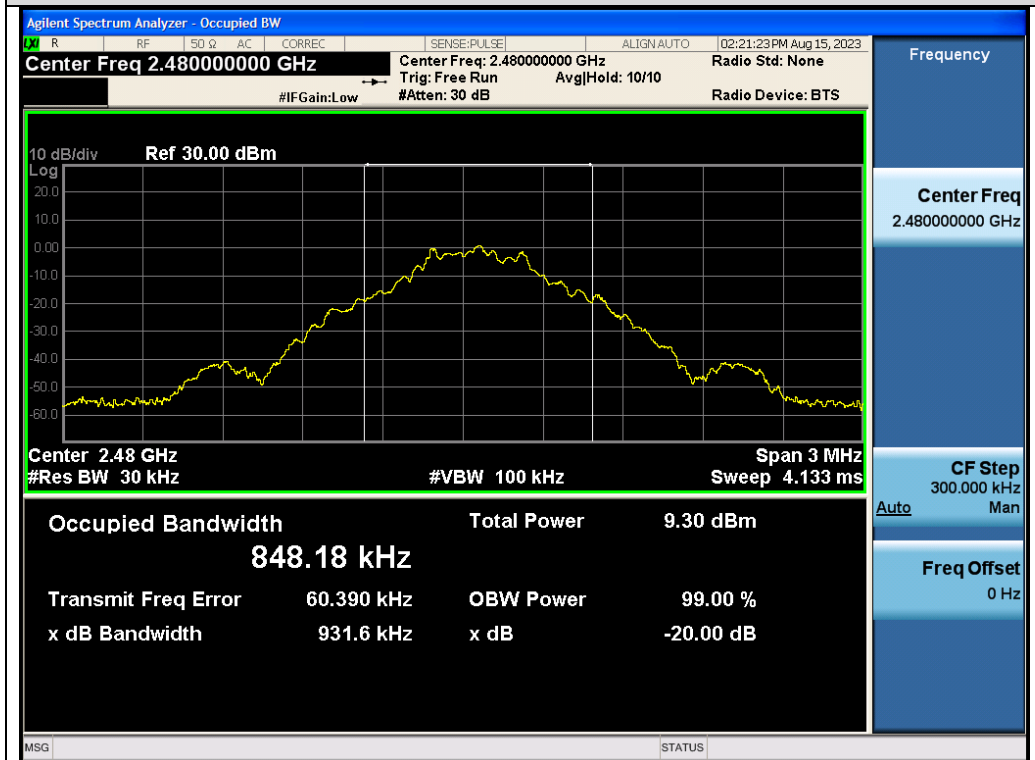 Agilent Spectrum Analyzer - Occupied BW
LXI R RF 50 Ω AC CORREC SENSE:PULSE ALIGN AUTO 02:21:23 PM Aug 15, 2023
Center Freq 2.480000000 GHz
Center Freq: 2.480000000 GHz
Radio Std: None
Trig: Free Run Avg|Hold: 10/10
#IFGain:Low
#Atten: 30 dB
Radio Device: BTS
10 dB/div Ref 30.00 dBm
Log
20.0
10.0
0.00
-10.0
-20.0
-30.0
-40.0
-50.0
-60.0
Center 2.48 GHz Span 3 MHz
#Res BW 30 kHz #VBW 100 kHz Sweep 4.133 ms
Occupied Bandwidth Total Power 9.30 dBm
848.18 kHz
Transmit Freq Error 60.390 kHz OBW Power 99.00 %
x dB Bandwidth 931.6 kHz x dB -20.00 dB
MSG STATUS
Frequency
Center Freq
2.480000000 GHz
CF Step
300.000 kHz
Auto Man
Freq Offset
0 Hz